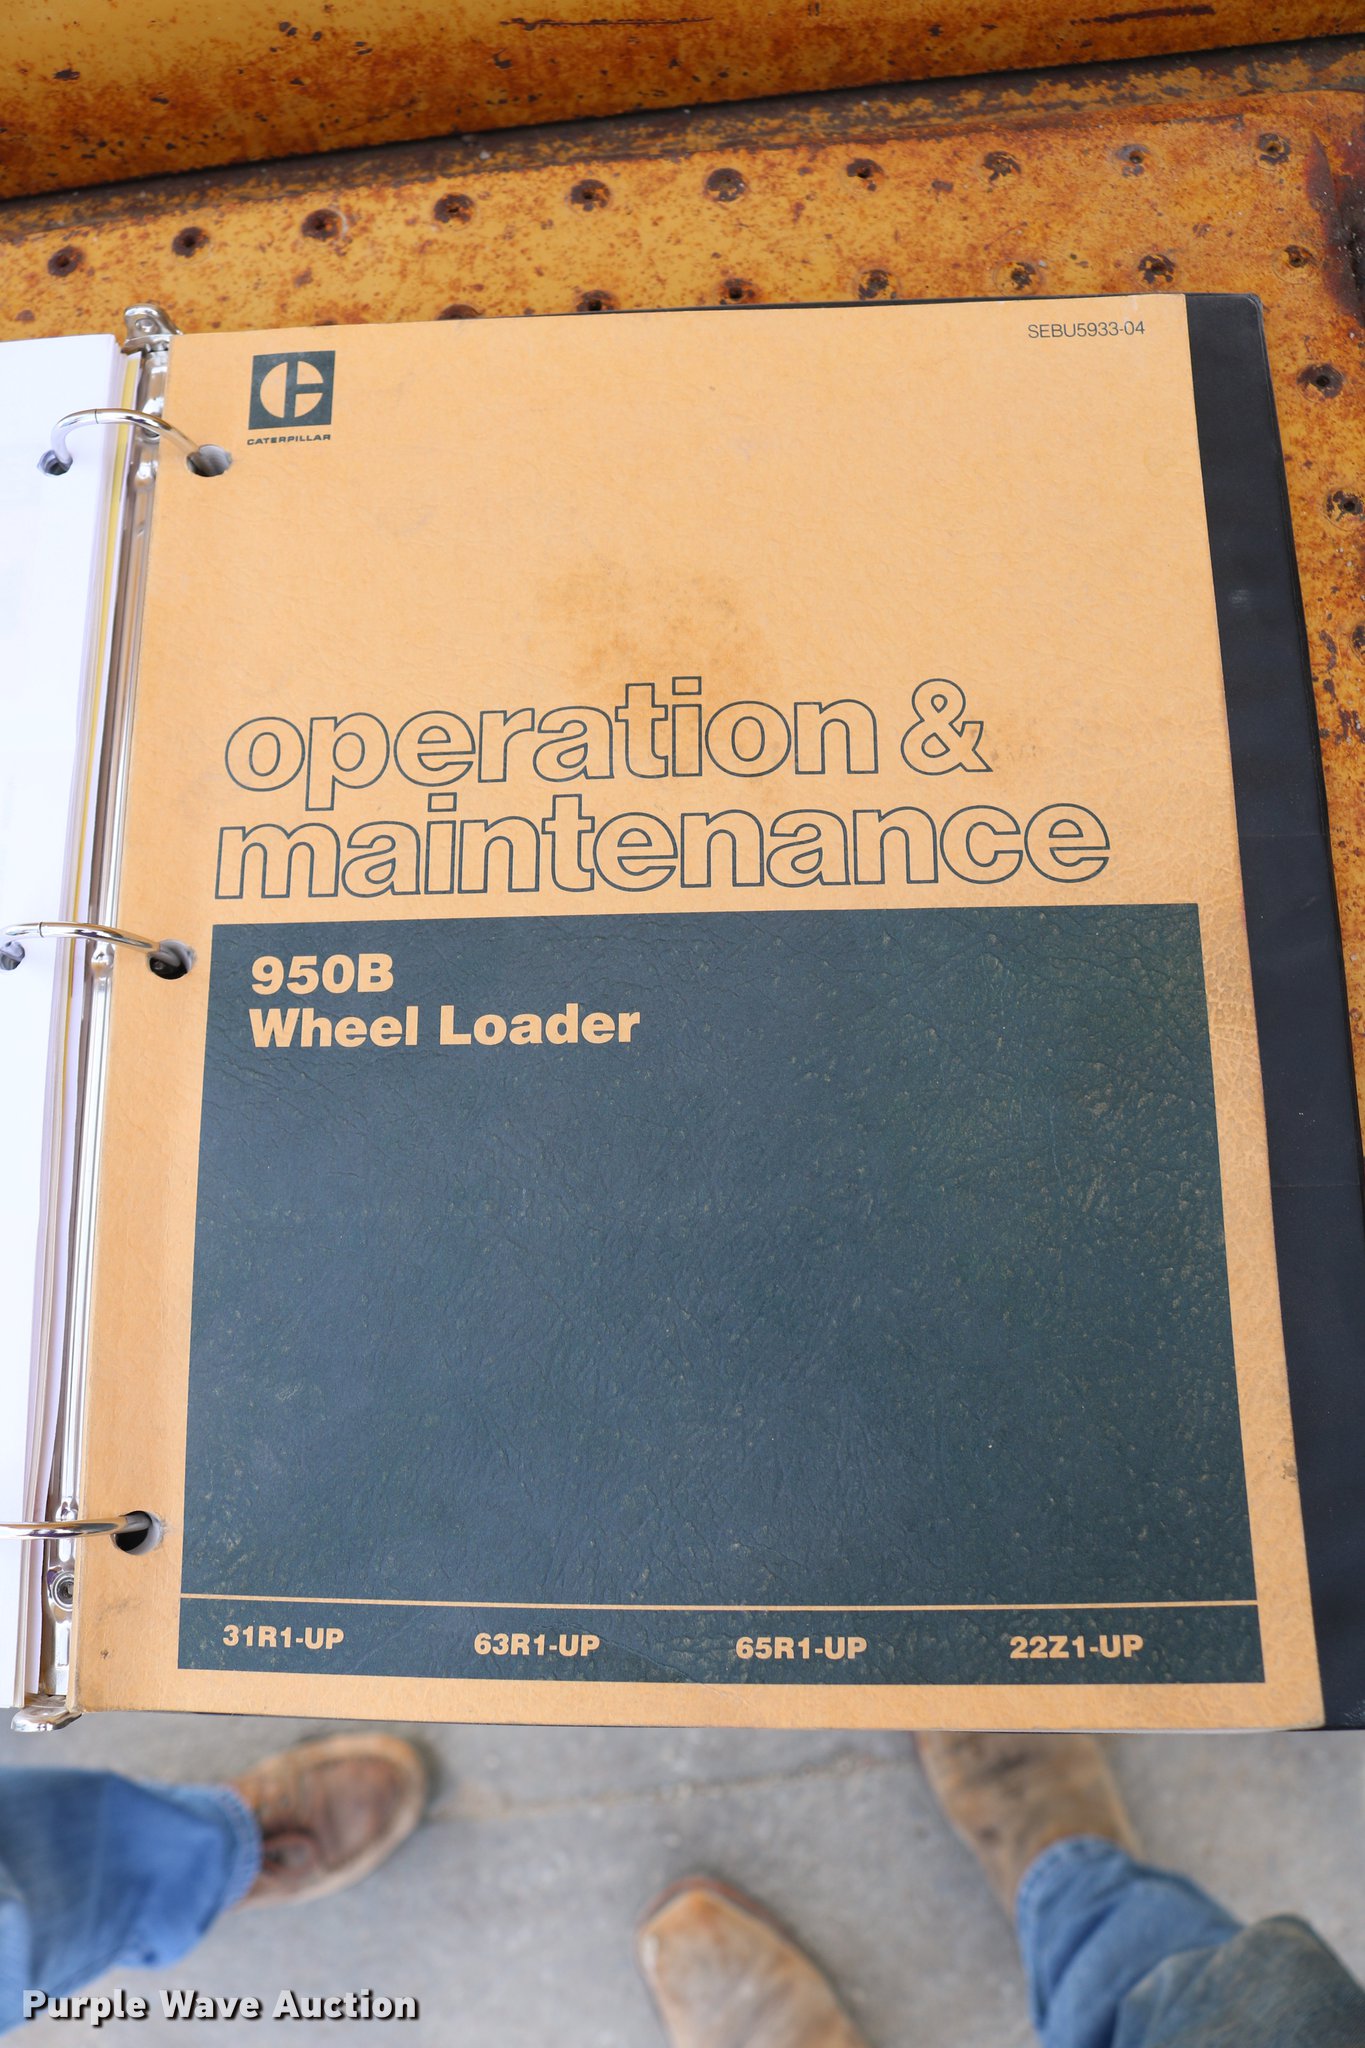 SEBU5933-04
CATERPILLAR
operation &
maintenance
950B
Wheel Loader
31R1-UP 63R1-UP 65R1-UP 22Z1-UP
Purple Wave Auction